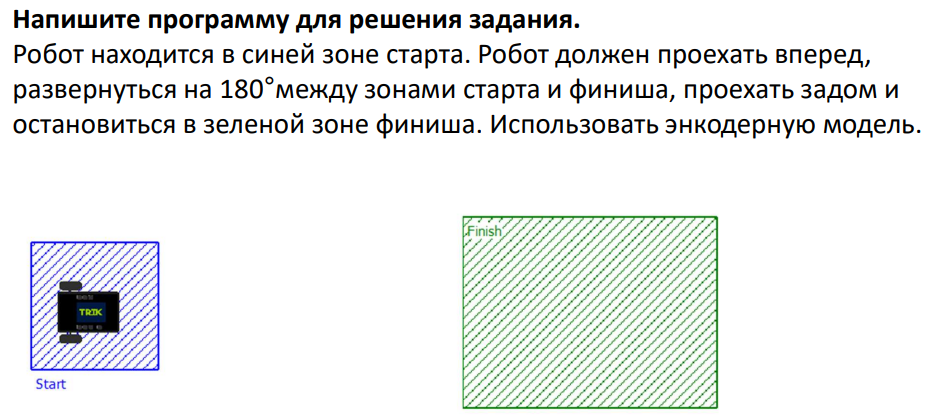 Напишите программу для решения задания.
Робот находится в синей зоне старта. Робот должен проехать вперед,
развернуться на 180°между зонами старта и финиша, проехать задом и
остановиться в зеленой зоне финиша. Использовать энкодерную модель.
Finish
TRIK
Start